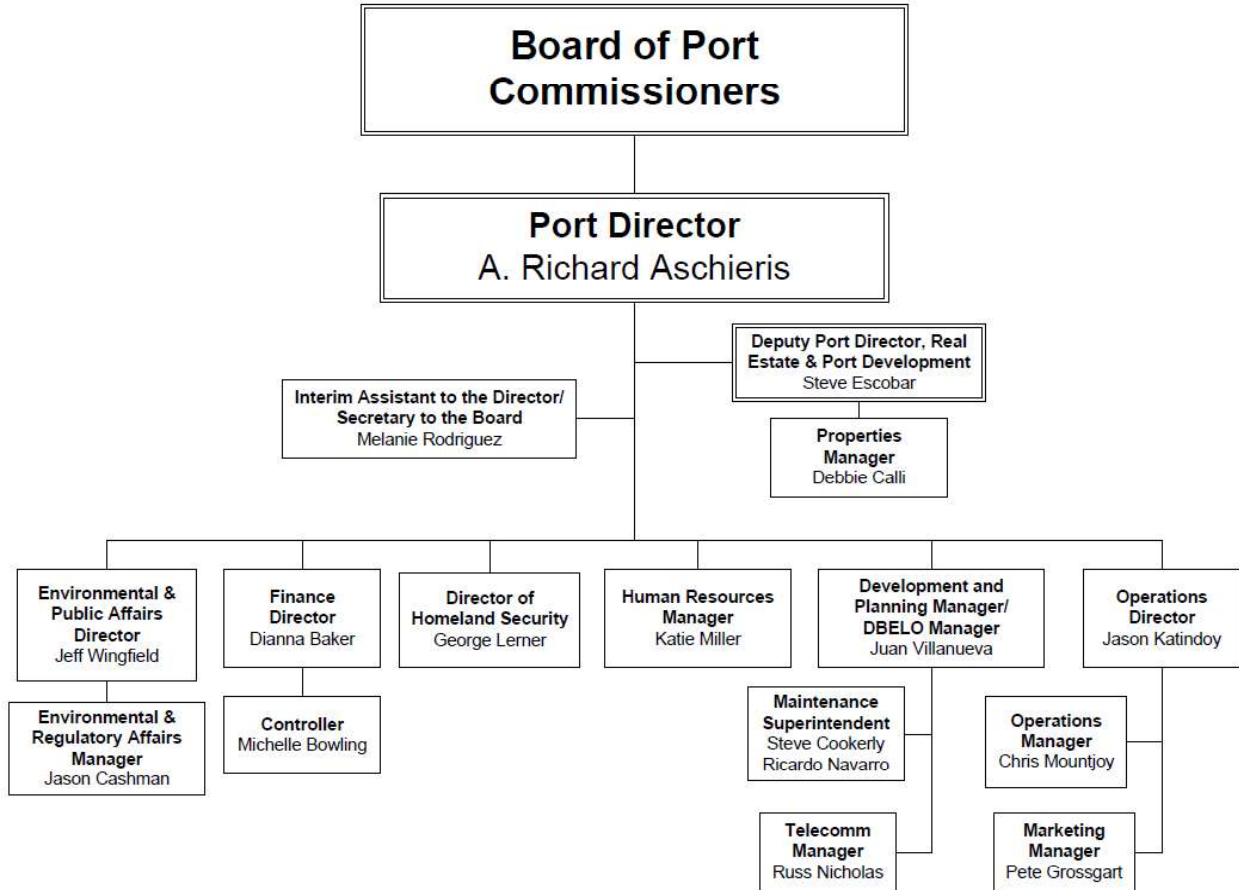 Board of Port
Commissioners
Port Director
A. Richard Aschieris
Deputy Port Director, Real
Estate & Port Development
Steve Escobar
Interim Assistant to the Director/
Secretary to the Board
Melanie Rodriguez
Properties
Manager
Debbie Calli
Environmental &
Public Affairs
Director
Jeff Wingfield
Finance
Director
Dianna Baker
Director of
Homeland Security
George Lerner
Human Resources
Manager
Katie Miller
Development and
Planning Manager/
DBELO Manager
Juan Villanueva
Operations
Director
Jason Katindoy
Environmental &
Regulatory Affairs
Manager
Jason Cashman
Controller
Michelle Bowling
Maintenance
Superintendent
Steve Cookerly
Ricardo Navarro
Operations
Manager
Chris Mountjoy
Telecomm
Manager
Russ Nicholas
Marketing
Manager
Pete Grossgart